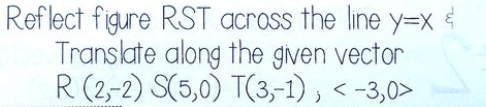 Reflect figure RST across the line y=x &
Translate along the given vector
R (2,-2) S(5,0) T(3,-1) , < -3,0>